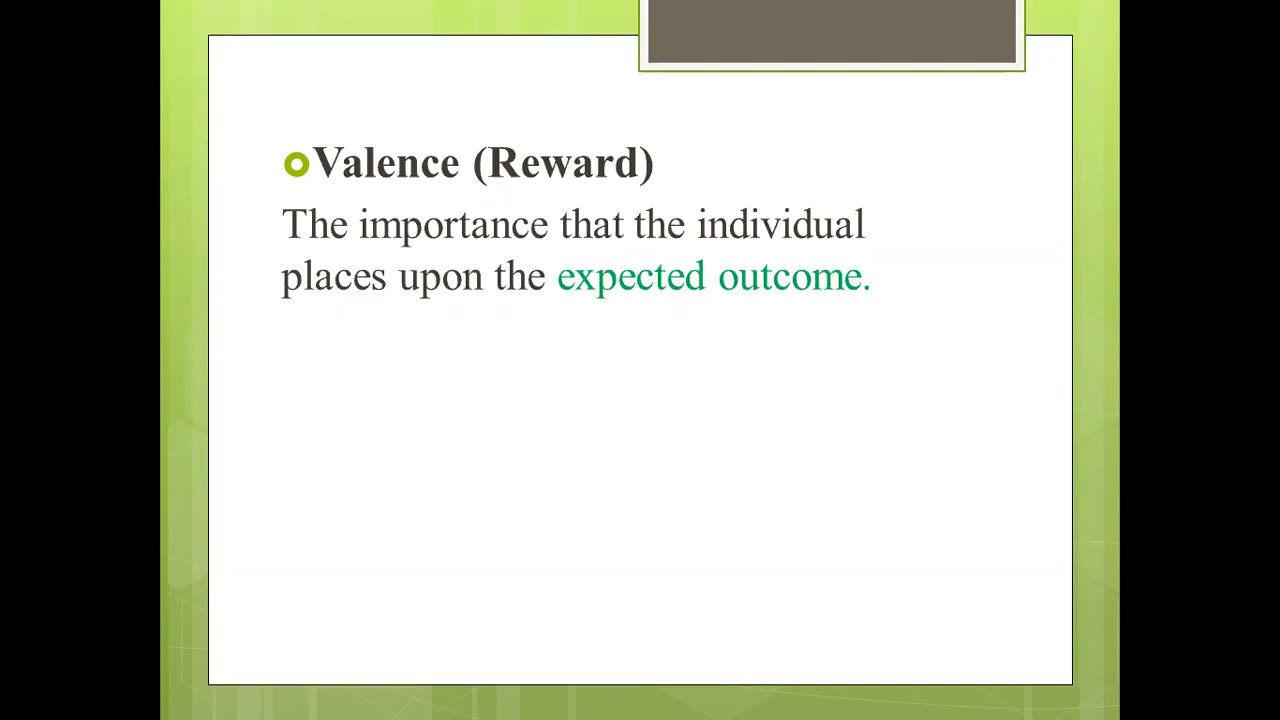 Valence (Reward)
The importance that the individual
places upon the expected outcome.